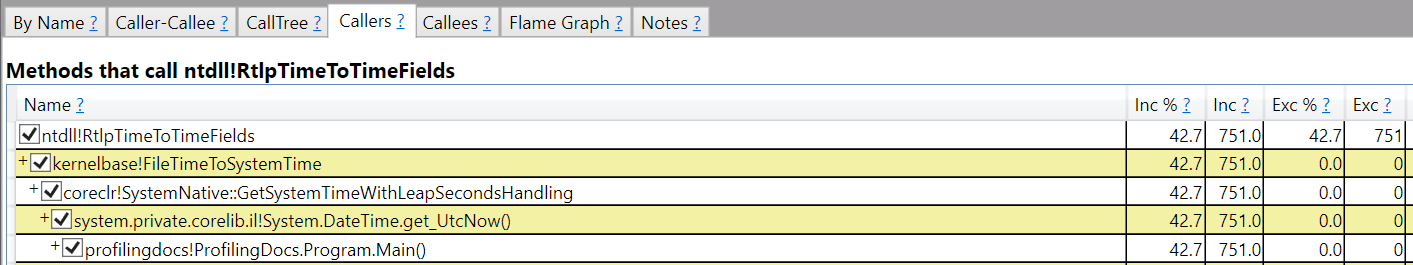 By Name ? Caller-Callee ? CallTree ? Callers ? Callees ? Flame Graph ? Notes ?
Methods that call ntdll!RtlpTimeToTimeFields
Name ? Inc % ? Inc ? Exc % ? Exc ?
ntdll!RtlpTimeToTimeFields 42.7 751.0 42.7 751
+ kernelbase!FileTimeToSystemTime 42.7 751.0 0.0 0
+ coreclr!SystemNative::GetSystemTimeWithLeapSecondsHandling 42.7 751.0 0.0 0
+ system.private.corelib.il!System.DateTime.get_UtcNow() 42.7 751.0 0.0 0
+ profilingdocs!ProfilingDocs.Program.Main() 42.7 751.0 0.0 0